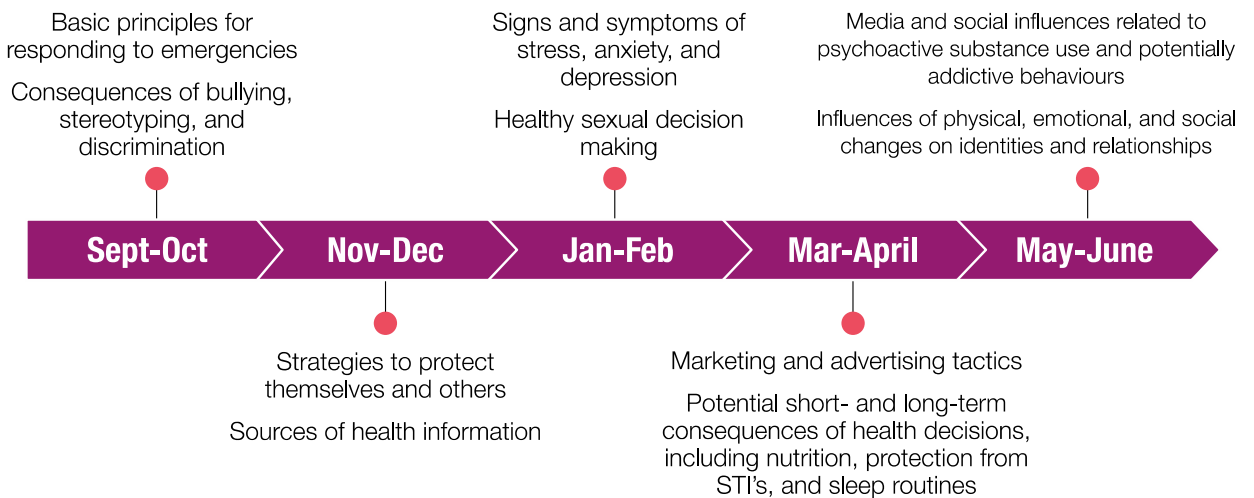 Basic principles for
responding to emergencies
Consequences of bullying,
stereotyping, and
discrimination
Signs and symptoms of
stress, anxiety, and
depression
Healthy sexual decision
making
Media and social influences related to
psychoactive substance use and potentially
addictive behaviours
Influences of physical, emotional, and social
changes on identities and relationships
Sept-Oct
Nov-Dec
Jan-Feb
Mar-April
May-June
Strategies to protect
themselves and others
Sources of health information
Marketing and advertising tactics
Potential short- and long-term
consequences of health decisions,
including nutrition, protection from
STI's, and sleep routines